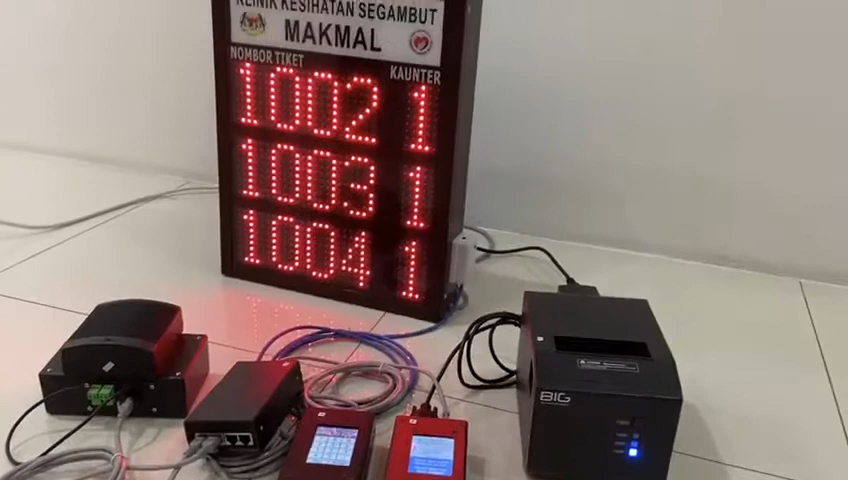 KLINIK KESIHATAN SEGAMBUT
MAKMAL
NOMBOR TIKET KAUNTER
1002 1
1003 1
1004 1
BIG